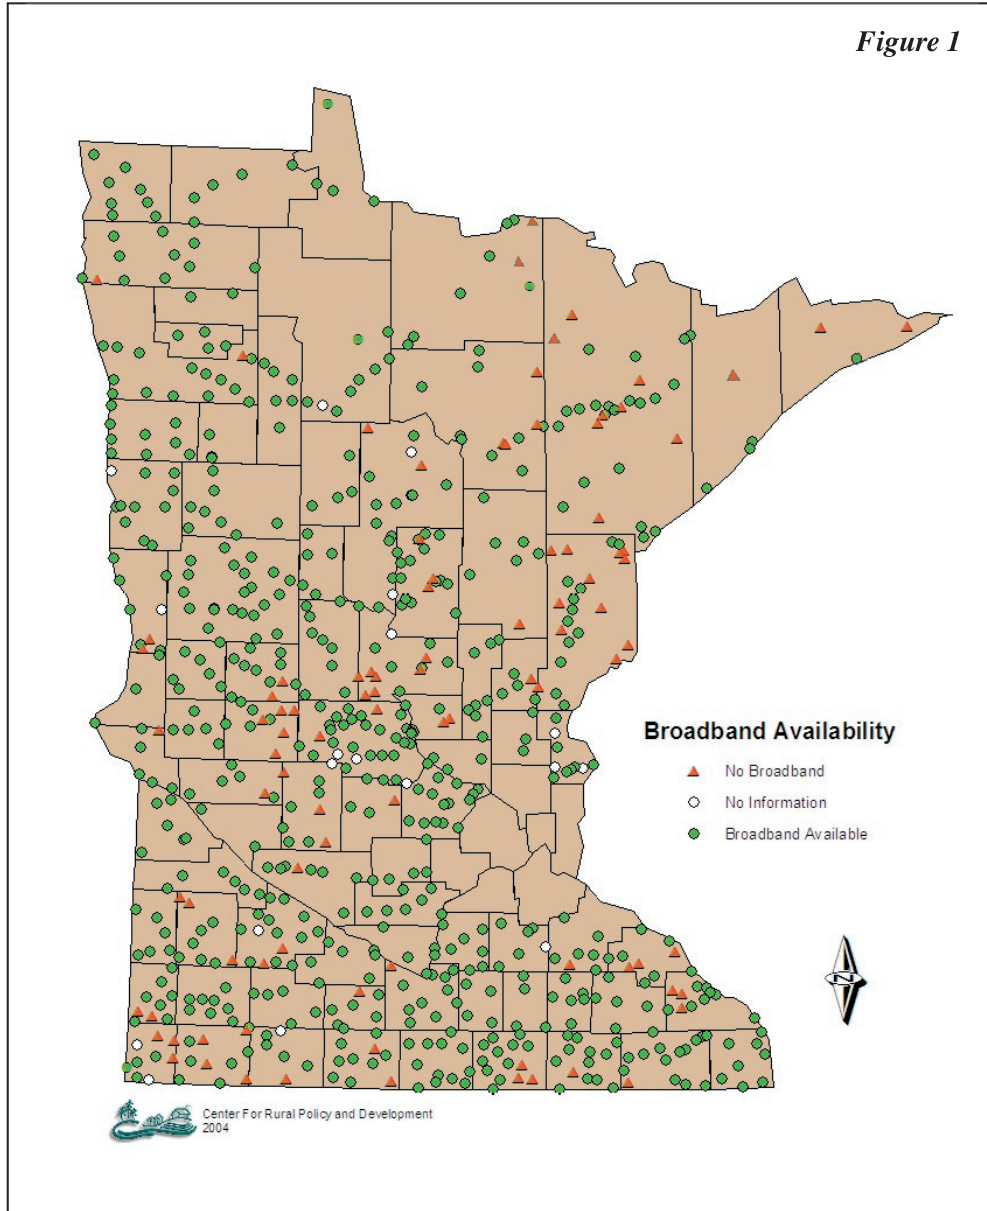 Figure 1
Broadband Availability
No Broadband
No Information
Broadband Available
N
Center For Rural Policy and Development
2004